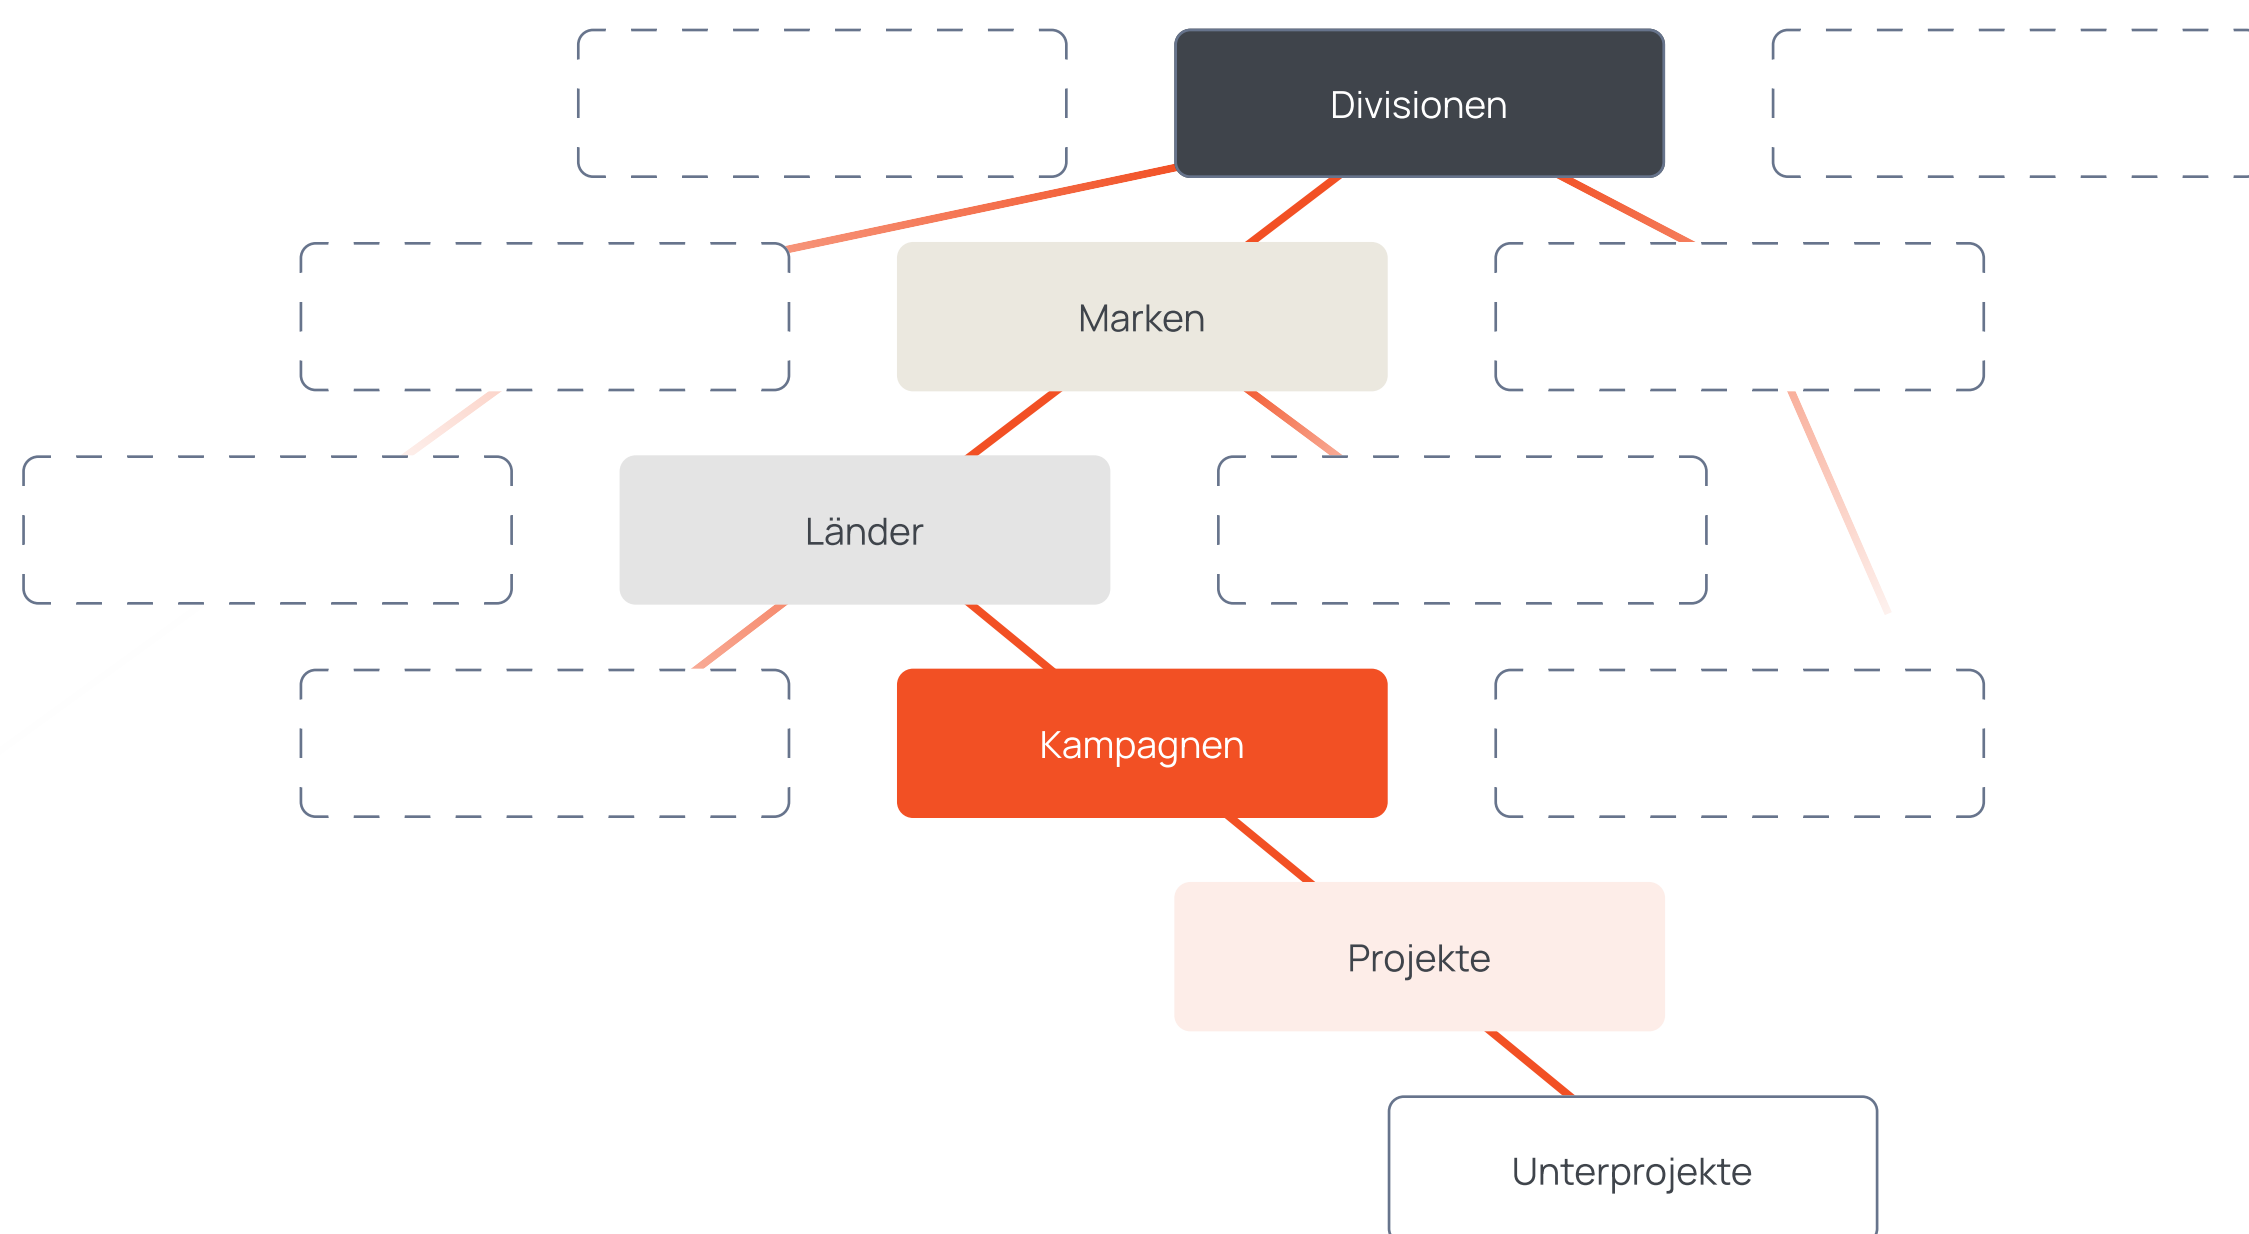 Divisionen
Marken
Länder
Kampagnen
Projekte
Unterprojekte